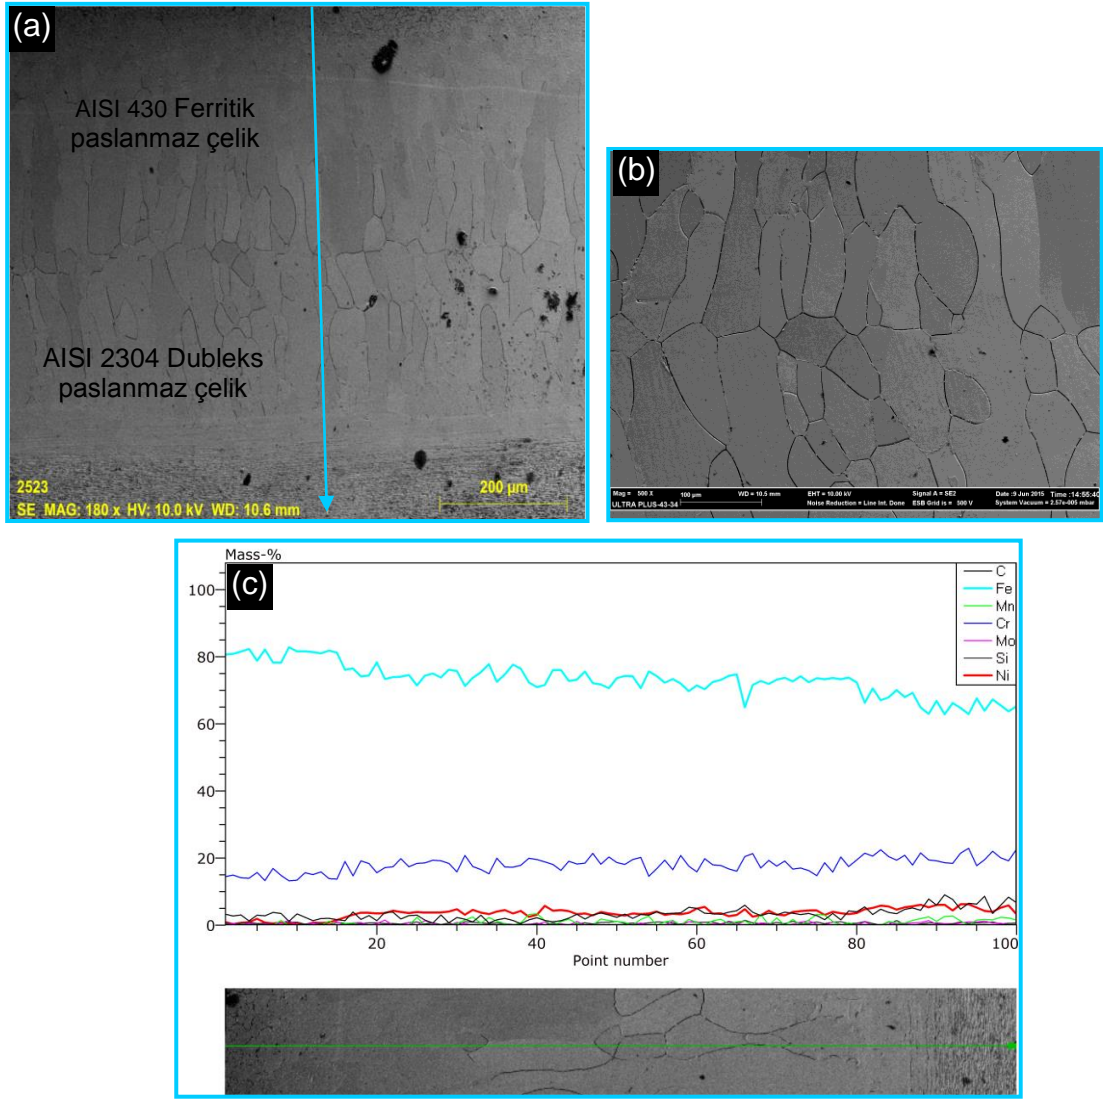 (a)
AISI 430 Ferritik
paslanmaz çelik
AISI 2304 Dubleks
paslanmaz çelik
2523
SE MAG: 180 x HV: 10.0 kV WD: 10.6 mm
200 µm
(b)
Mag = 500 X
100 µm
WD = 10.5 mm
EHT = 10.00 kV
Signal A = SE2
Date :9 Jun 2015
Time :14:55:40
ULTRA PLUS-43-34
Noise Reduction = Line Int. Done
ESB Grid is = 500 V
System Vacuum = 2.57e-005 mbar
Mass-%
(c)
100
80
60
40
20
0
20
40
60
80
100
Point number
C
Fe
Mn
Cr
Mo
Si
Ni